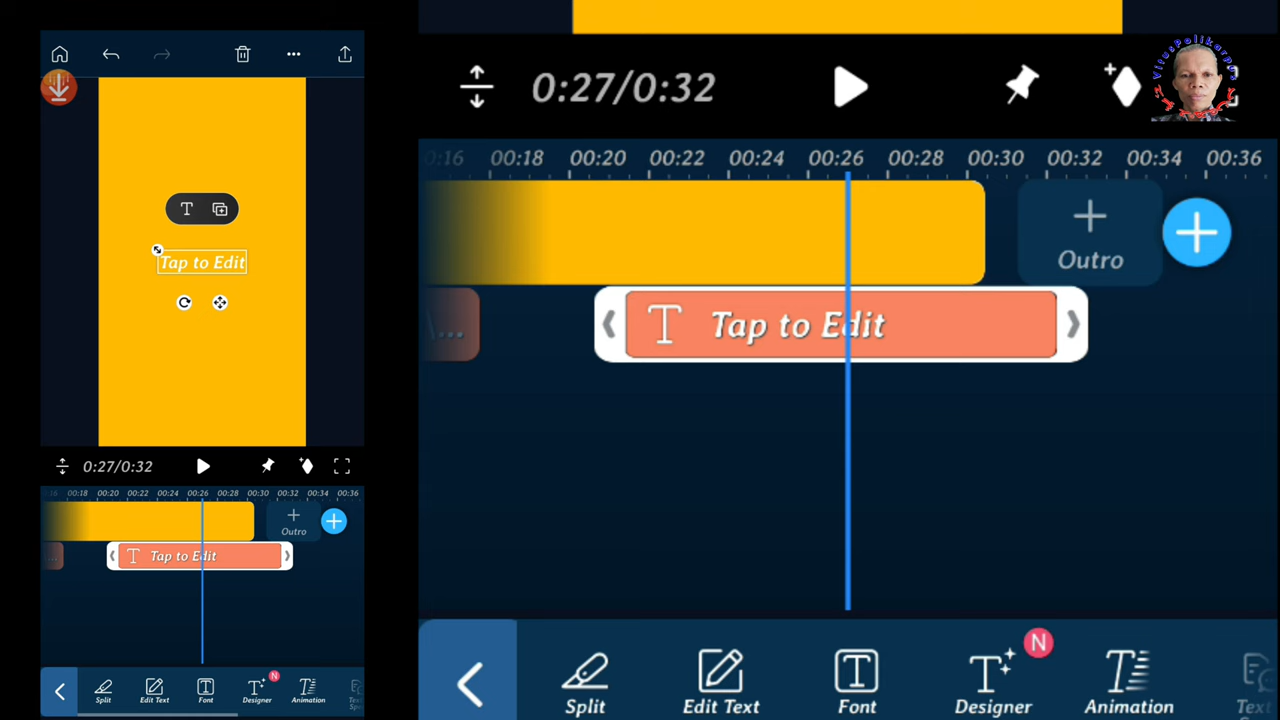 Tap to Edit
0:27/0:32
00:18 00:20 00:22 00:24 00:26 00:28 00:30 00:32 00:34 00:36
Outro
T Tap to Edit
Split Edit Text Font Designer N Animation
0:27/0:32
00:16 00:18 00:20 00:22 00:24 00:26 00:28 00:30 00:32 00:34 00:36
Outro
T Tap to Edit
Split Edit Text Font Designer N Animation